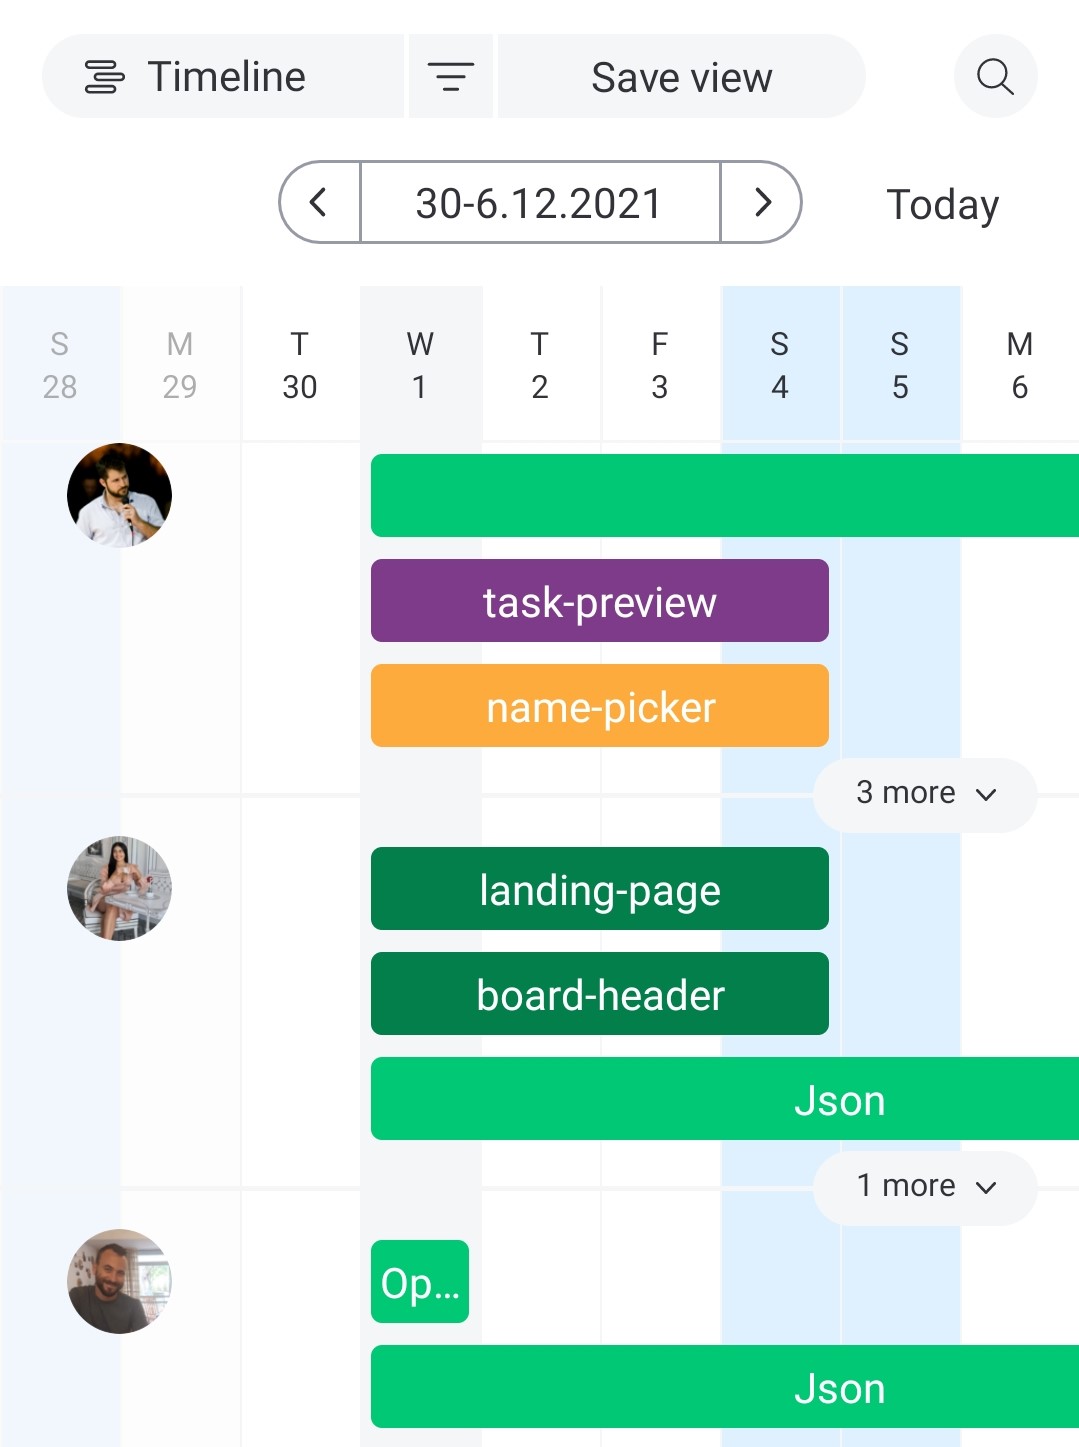 Timeline
Save view
30-6.12.2021
Today
S M T W T F S S M
28 29 30 1 2 3 4 5 6
task-preview
name-picker
3 more
landing-page
board-header
Json
1 more
Op...
Json